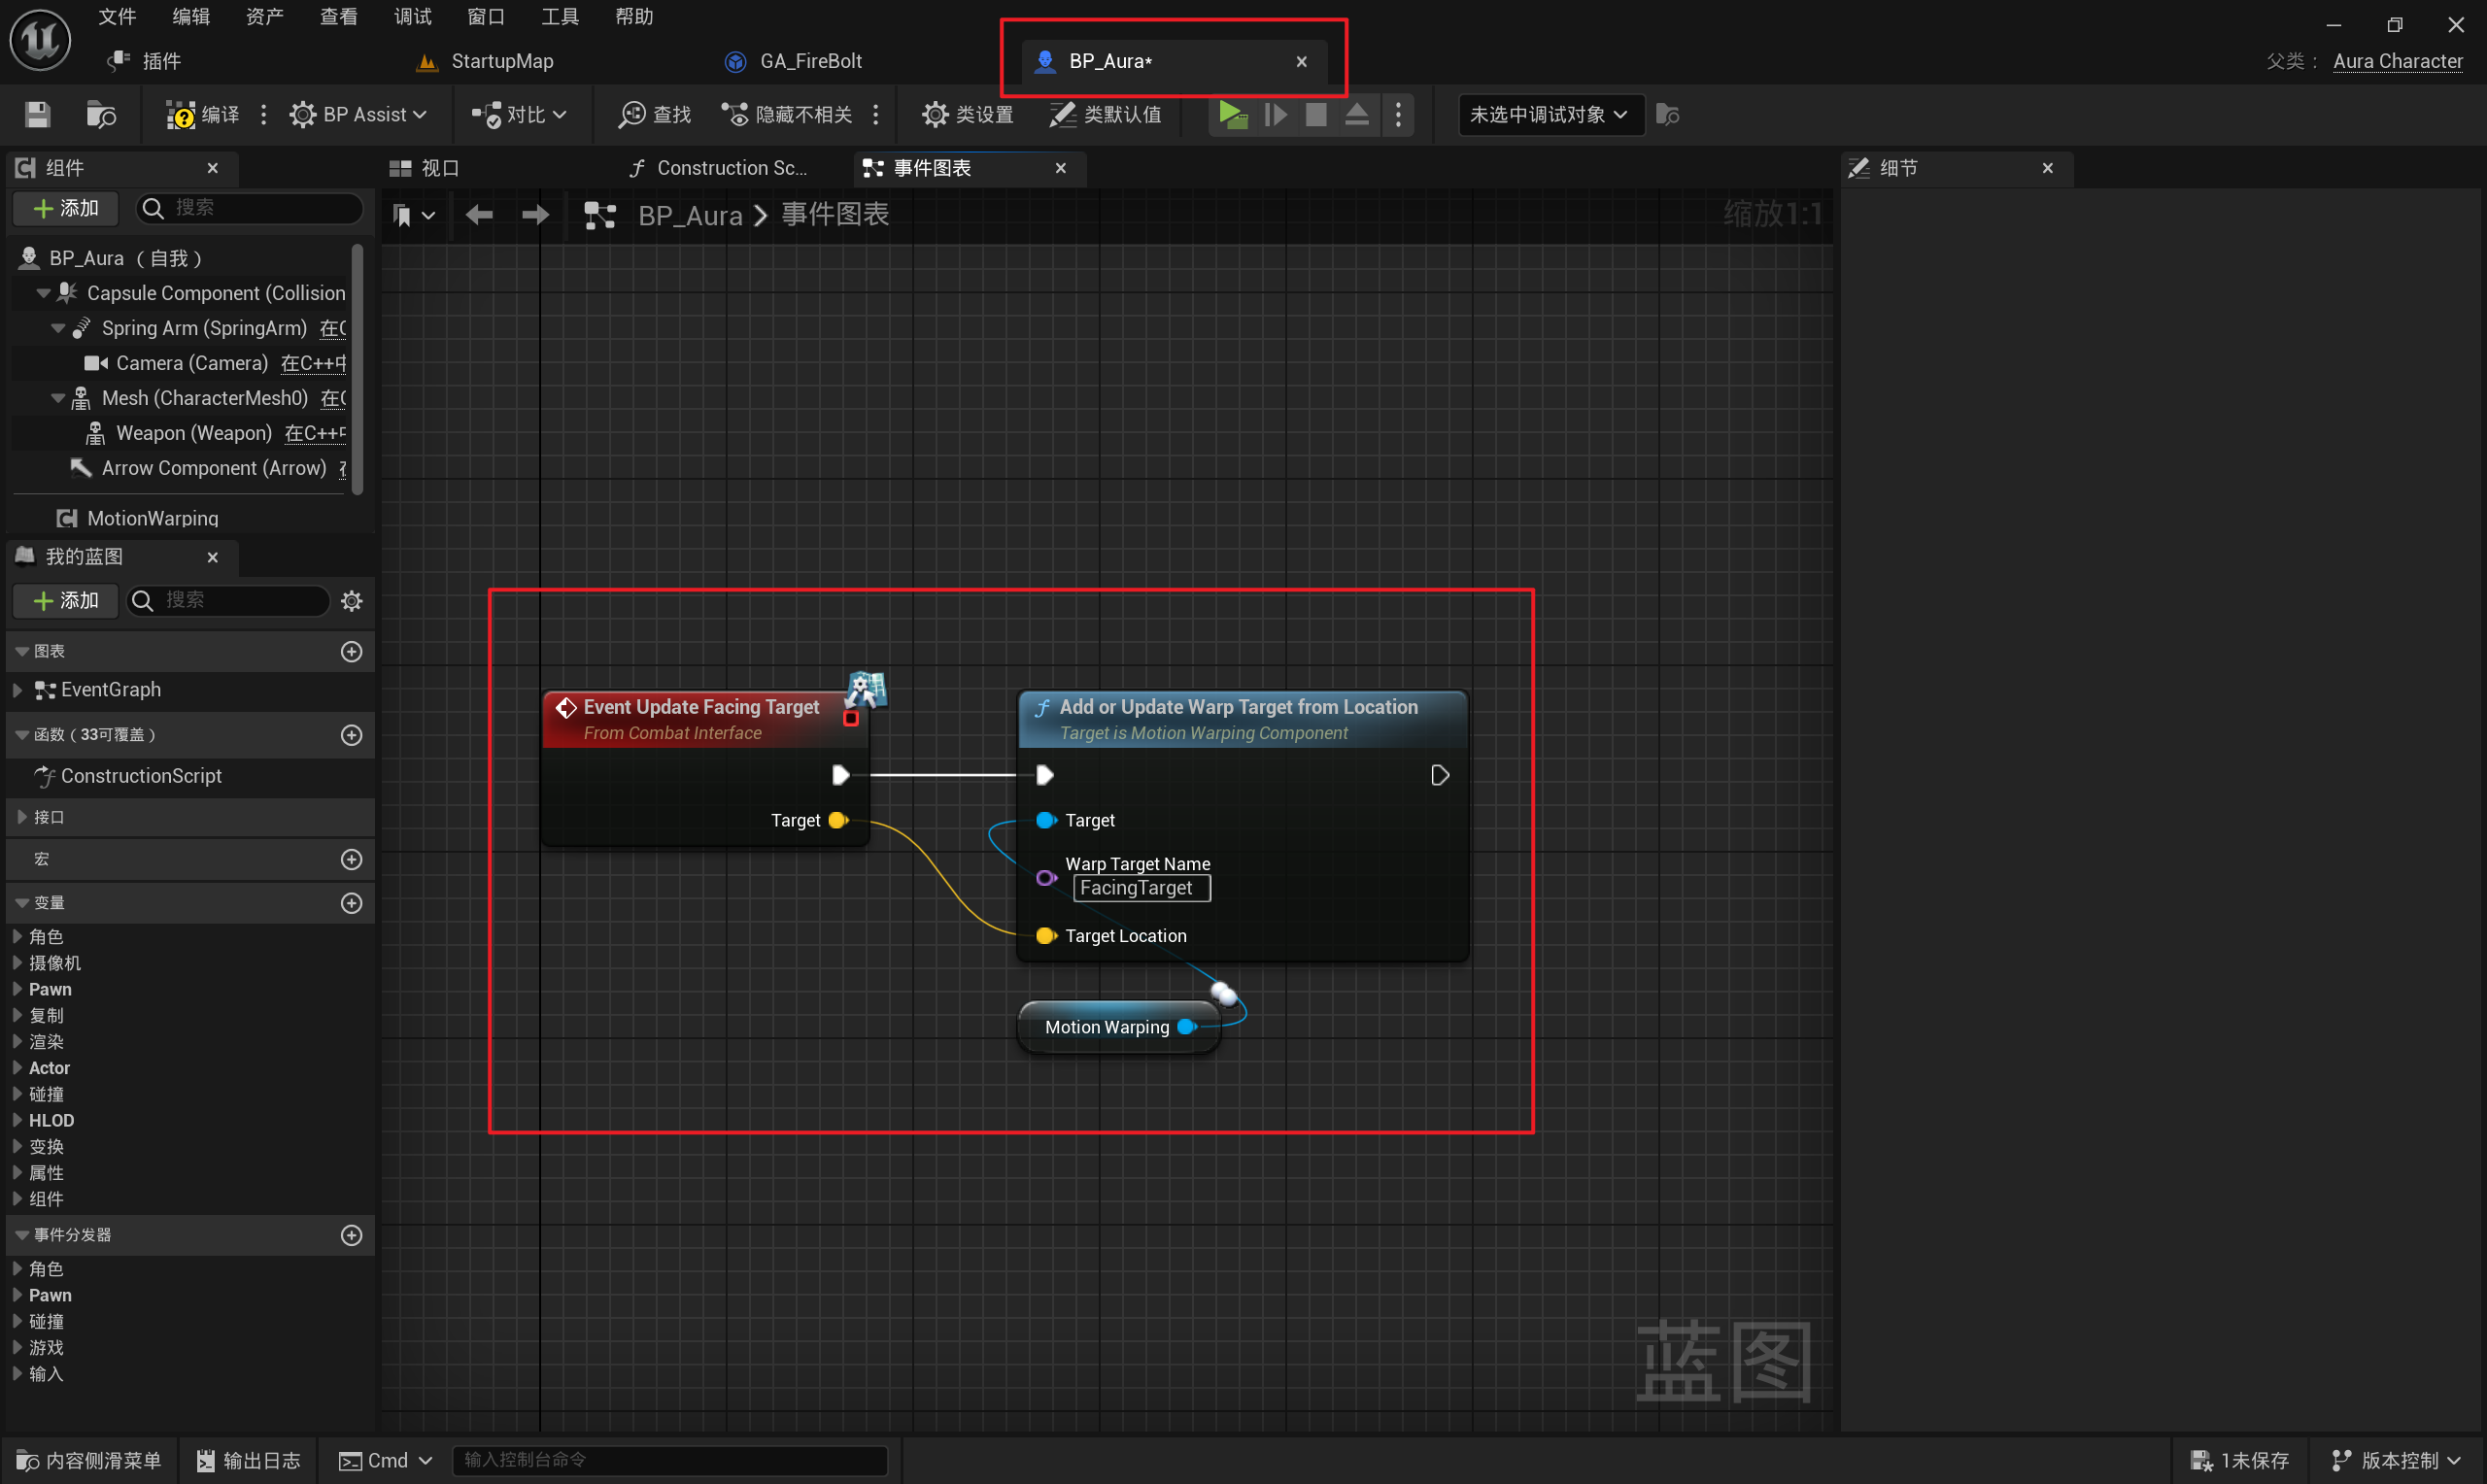 文件 编辑 资产 查看 调试 窗口 工具 帮助
插件 StartupMap GA_FireBolt BP_Aura* 父类： Aura Character
编译 BP Assist 对比 查找 隐藏不相关 类设置 类默认值 未选中调试对象
组件 视口 Construction Sc... 事件图表 细节
添加 搜索
BP_Aura > 事件图表 缩放1:1
BP_Aura （自我）
Capsule Component (Collision
Spring Arm (SpringArm) 在C
Camera (Camera) 在C++中
Mesh (CharacterMesh0) 在C
Weapon (Weapon) 在C++中
Arrow Component (Arrow)
MotionWarping
我的蓝图
添加 搜索
图表
EventGraph
函数（33可覆盖）
ConstructionScript
接口
宏
变量
角色
摄像机
Pawn
复制
渲染
Actor
碰撞
HLOD
变换
属性
组件
事件分发器
角色
Pawn
碰撞
游戏
输入
Event Update Facing Target
From Combat Interface
Target
Add or Update Warp Target from Location
Target is Motion Warping Component
Target
Warp Target Name
FacingTarget
Target Location
Motion Warping
蓝图
内容侧滑菜单 输出日志 Cmd 输入控制台命令 1未保存 版本控制